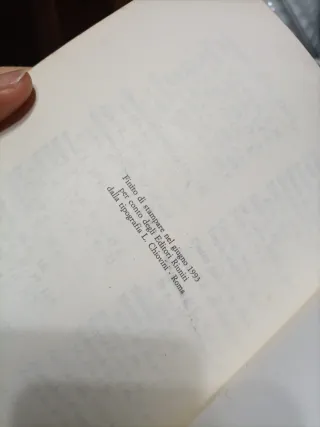 Finito di stampare nel giugno 1993
per conto degli Editori Riuniti
dalla tipografia L. Chiovini - Roma